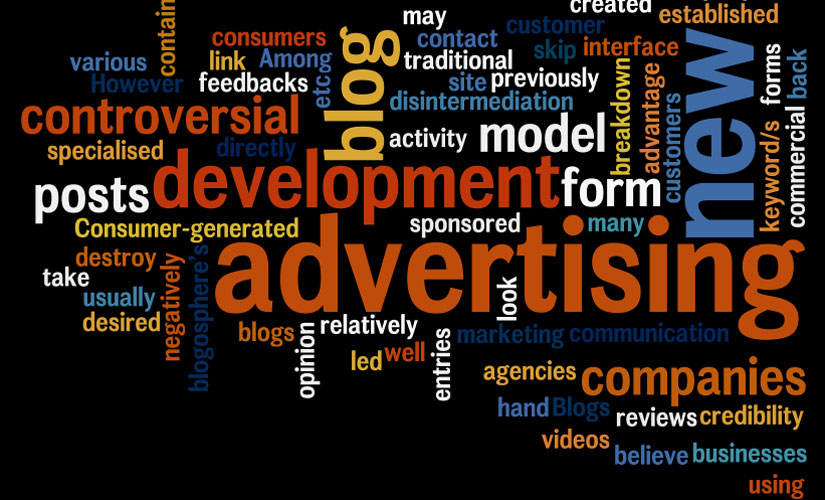 may
created
established
contain
consumers
contact
customer
various
link
Among
traditional
skip
interface
However
feedbacks
etcg
blog
site
previously
new
forms
back
disintermediation
breakdown
advantage
controversial
activity
model
customers
keyword/s
commercial
specialised
directly
posts
development
form
Consumer-generated
sponsored
many
destroy
advertising
take
negatively
blogosphere's
usually
look
desired
blogs
opinion
relatively
entries
marketing
communication
led
well
agencies
companies
hand
Blogs
reviews
credibility
videos
believe
businesses
using